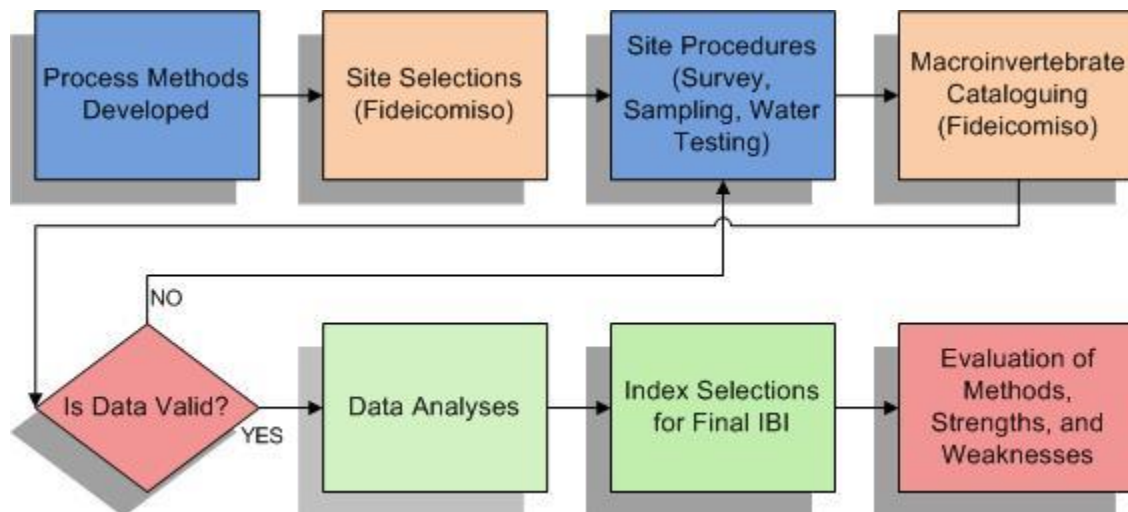 Process Methods
Developed
Site Selections
(Fideicomiso)
Site Procedures
(Survey,
Sampling, Water
Testing)
Macroinvertebrate
Cataloguing
(Fideicomiso)
NO
Is Data Valid?
YES
Data Analyses
Index Selections
for Final IBI
Evaluation of
Methods,
Strengths, and
Weaknesses